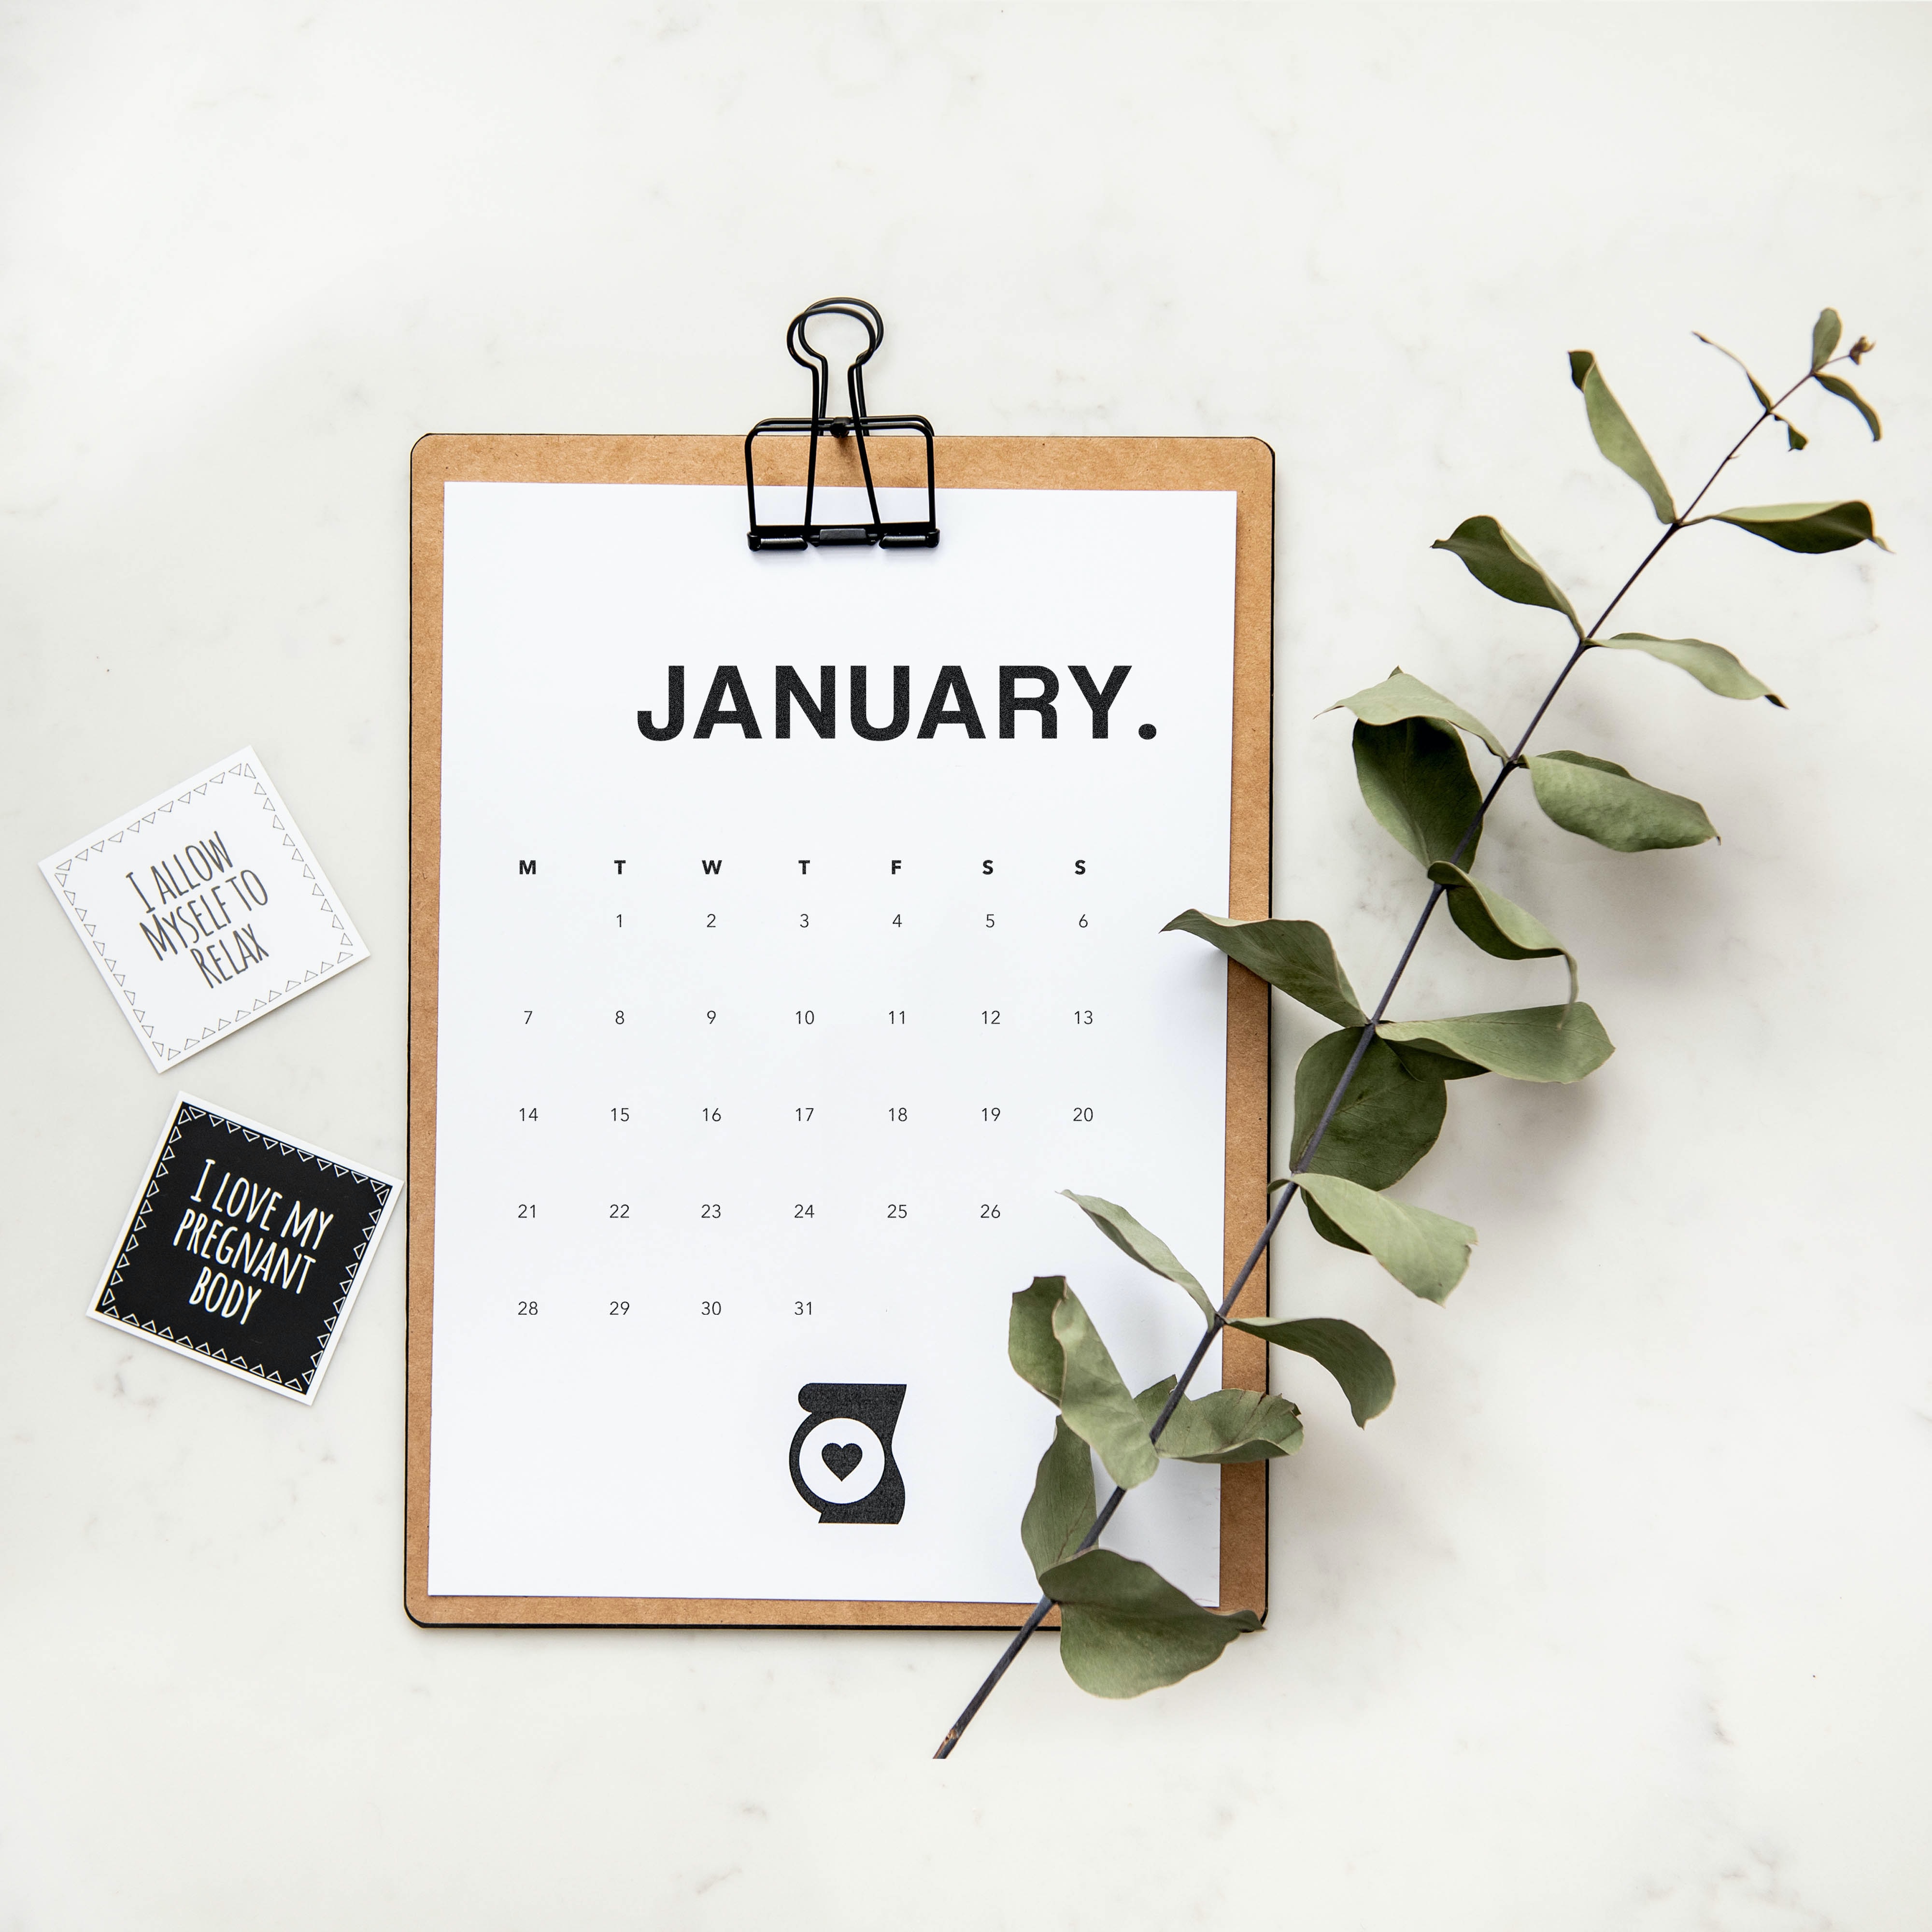 JANUARY.
M T W T F S S
1 2 3 4 5 6
7 8 9 10 11 12 13
14 15 16 17 18 19 20
21 22 23 24 25 26
28 29 30 31
I ALLOW
MYSELF TO
RELAX
I LOVE MY
PREGNANT
BODY